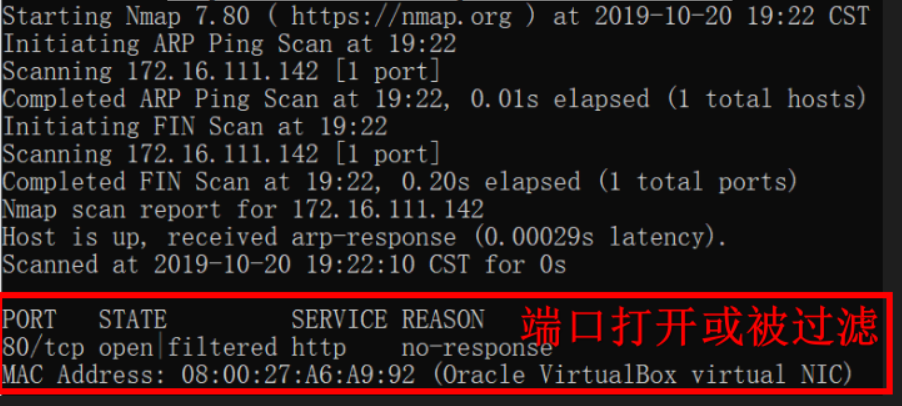 Starting Nmap 7.80 ( https://nmap.org ) at 2019-10-20 19:22 CST
Initiating ARP Ping Scan at 19:22
Scanning 172.16.111.142 [1 port]
Completed ARP Ping Scan at 19:22, 0.01s elapsed (1 total hosts)
Initiating FIN Scan at 19:22
Scanning 172.16.111.142 [1 port]
Completed FIN Scan at 19:22, 0.20s elapsed (1 total ports)
Nmap scan report for 172.16.111.142
Host is up, received arp-response (0.00029s latency).
Scanned at 2019-10-20 19:22:10 CST for 0s
PORT STATE SERVICE REASON
端口打开或被过滤
80/tcp open|filtered http no-response
MAC Address: 08:00:27:A6:A9:92 (Oracle VirtualBox virtual NIC)